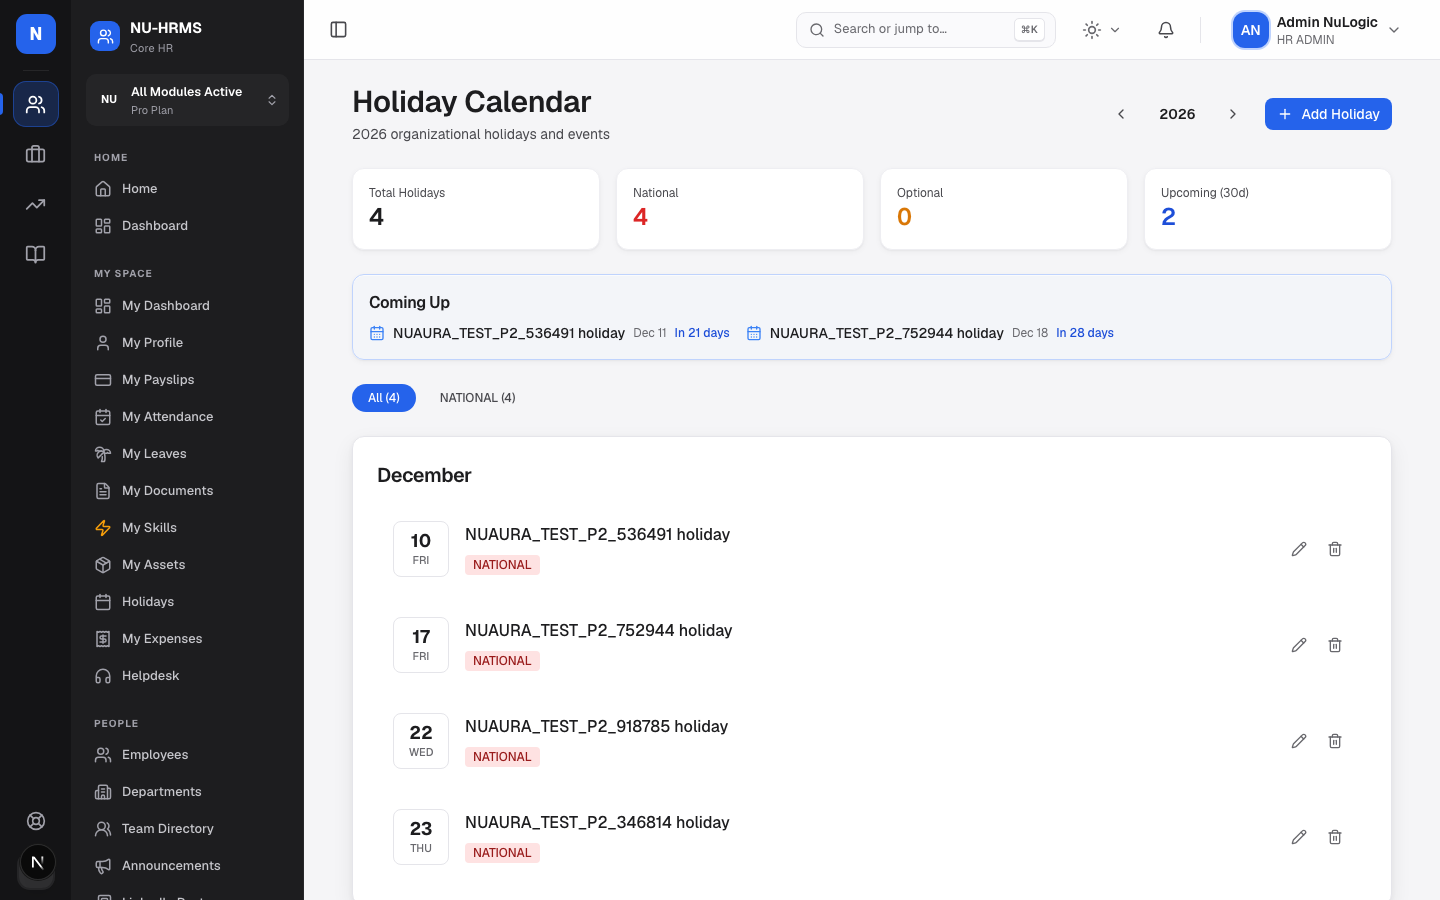 N
NU-HRMS
Core HR
NU
All Modules Active
Pro Plan
HOME
Home
Dashboard
MY SPACE
My Dashboard
My Profile
My Payslips
My Attendance
My Leaves
My Documents
My Skills
My Assets
Holidays
My Expenses
Helpdesk
PEOPLE
Employees
Departments
Team Directory
Announcements
N
Search or jump to...
⌘K
AN
Admin NuLogic
HR ADMIN
Holiday Calendar
2026 organizational holidays and events
2026
Add Holiday
Total Holidays
4
National
4
Optional
0
Upcoming (30d)
2
Coming Up
NUAURA_TEST_P2_536491 holiday Dec 11 In 21 days NUAURA_TEST_P2_752944 holiday Dec 18 In 28 days
All (4)
NATIONAL (4)
December
10
FRI
NUAURA_TEST_P2_536491 holiday
NATIONAL
17
FRI
NUAURA_TEST_P2_752944 holiday
NATIONAL
22
WED
NUAURA_TEST_P2_918785 holiday
NATIONAL
23
THU
NUAURA_TEST_P2_346814 holiday
NATIONAL